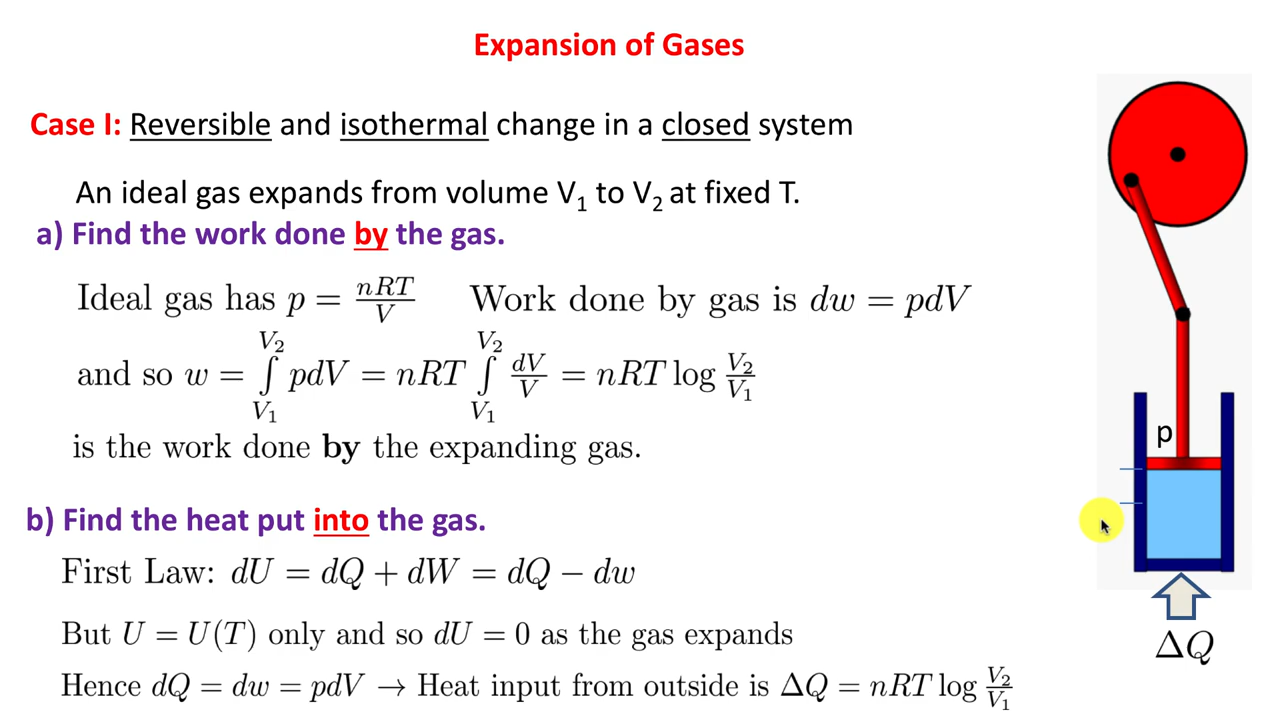 Expansion of Gases
Case I: Reversible and isothermal change in a closed system
An ideal gas expands from volume V₁ to V₂ at fixed T.
a) Find the work done by the gas.
Ideal gas has p = nRT/V Work done by gas is dw = pdV
and so w = ∫_{V₁}^{V₂} pdV = nRT ∫_{V₁}^{V₂} dV/V = nRT log V₂/V₁
is the work done by the expanding gas.
p
b) Find the heat put into the gas.
First Law: dU = dQ + dW = dQ − dw
But U = U(T) only and so dU = 0 as the gas expands
ΔQ
Hence dQ = dw = pdV → Heat input from outside is ΔQ = nRT log V₂/V₁